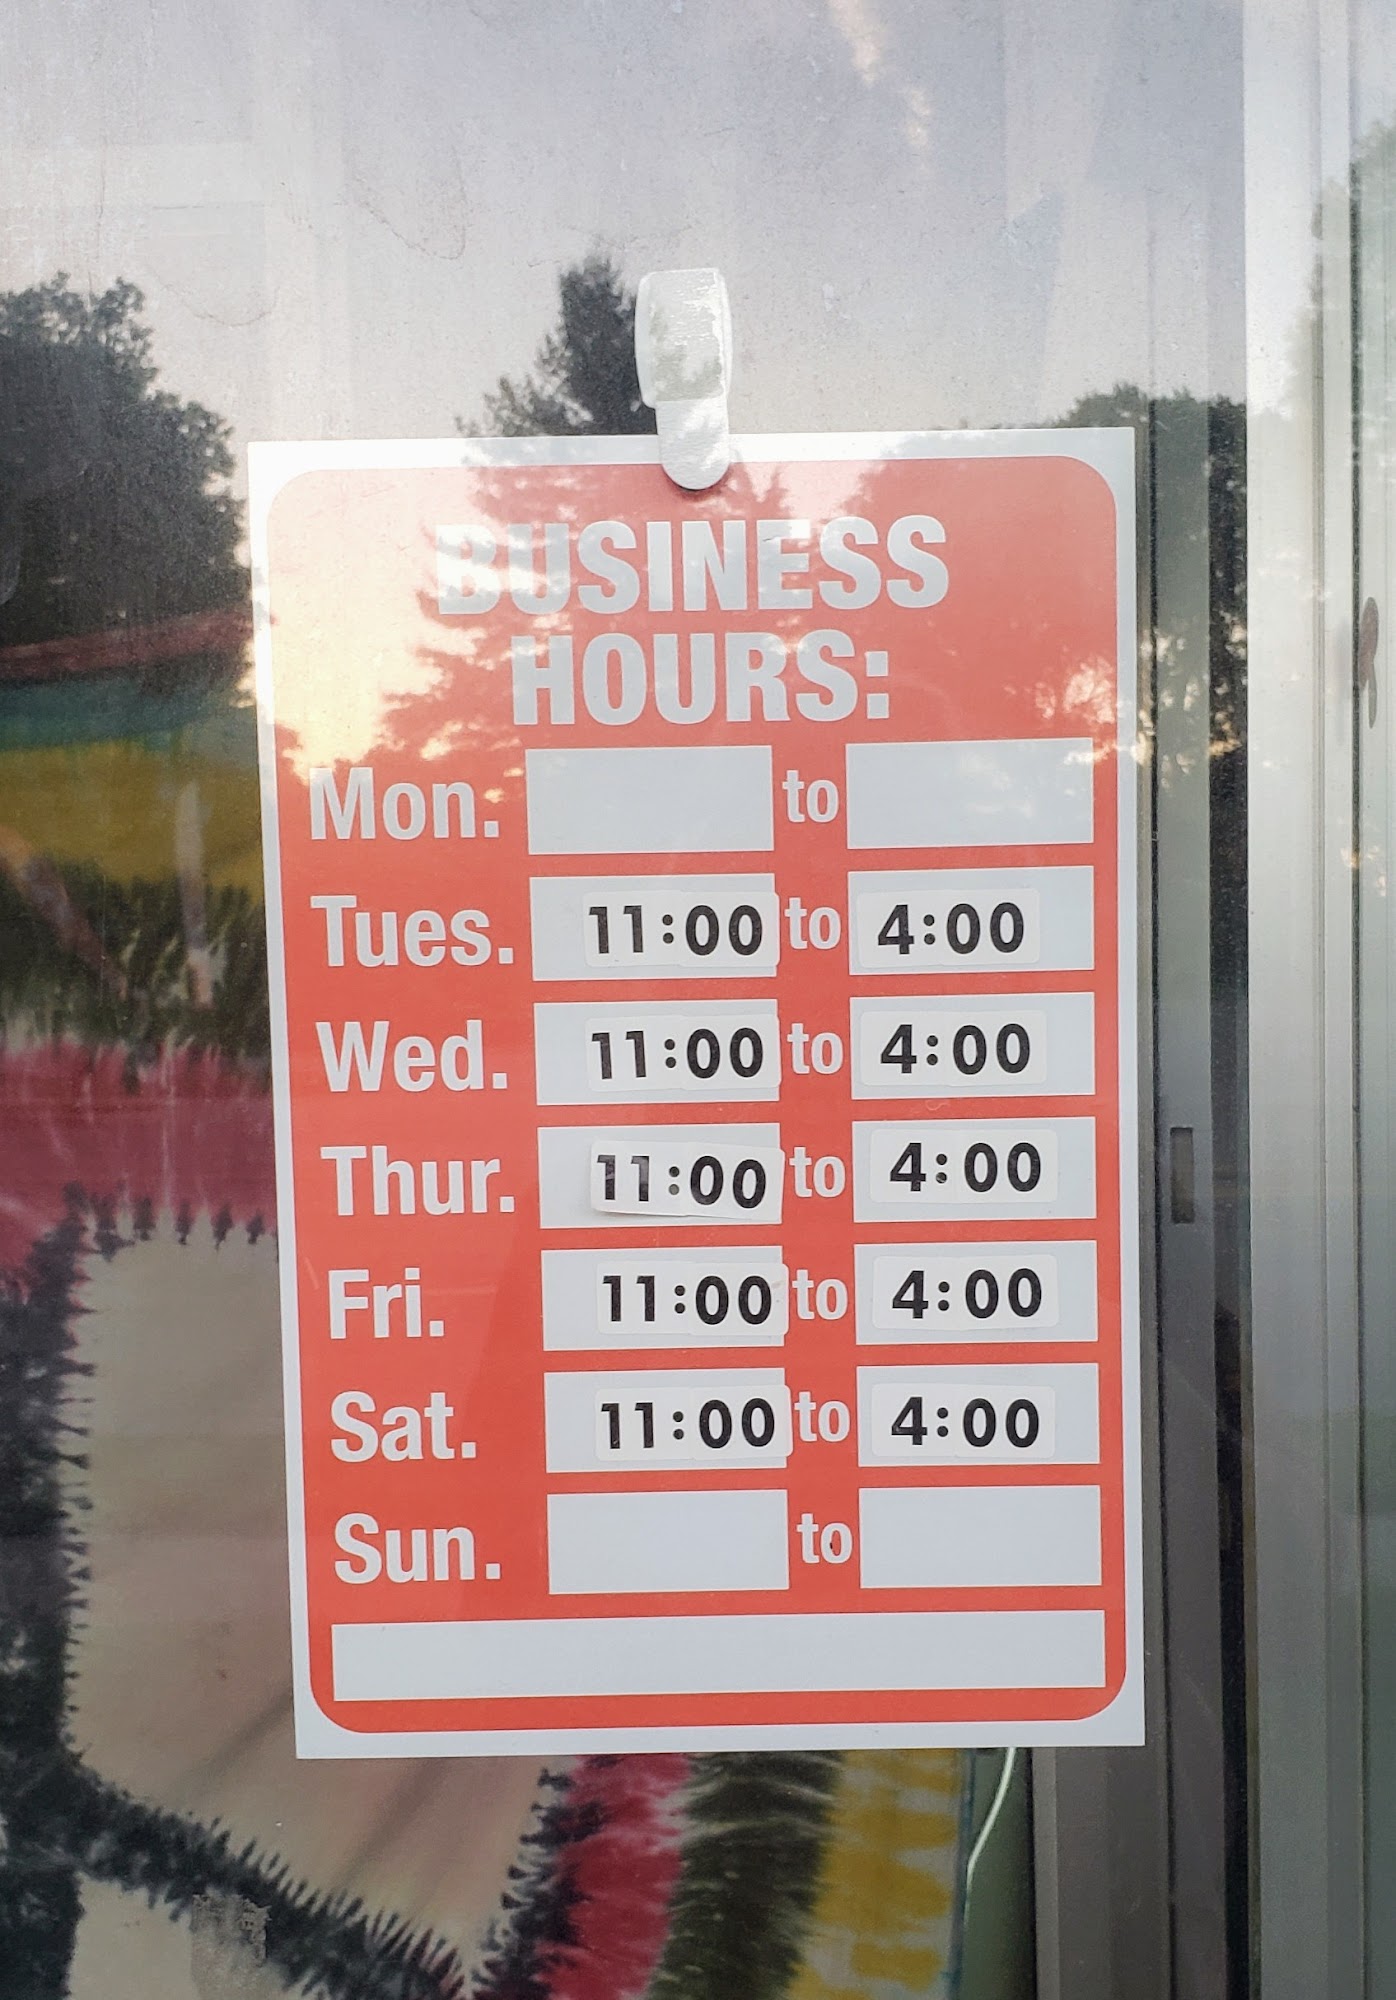 BUSINESS
HOURS:
Mon. to
Tues. 11:00 to 4:00
Wed. 11:00 to 4:00
Thur. 11:00 to 4:00
Fri. 11:00 to 4:00
Sat. 11:00 to 4:00
Sun. to